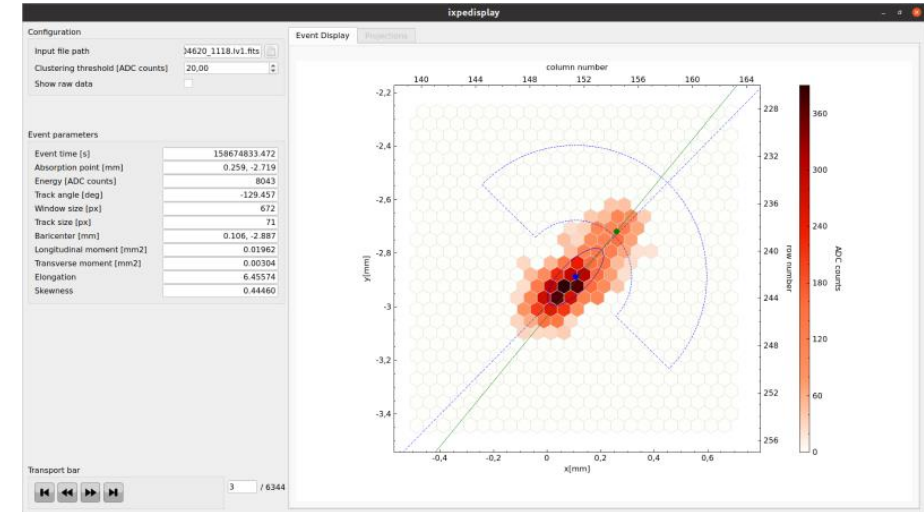 ixpedisplay
Configuration
Input file path 04620_1118.lv1.fits
Clustering threshold [ADC counts] 20,00
Show raw data
Event parameters
Event time [s] 158674833.472
Absorption point [mm] 0.259, -2.719
Energy [ADC counts] 8043
Track angle [deg] -129.457
Window size [px] 672
Track size [px] 71
Baricenter [mm] 0.106, -2.887
Longitudinal moment [mm2] 0.01962
Transverse moment [mm2] 0.00304
Elongation 6.45574
Skewness 0.44460
Transport bar
3 / 6344
Event Display Projections
column number
140 144 148 152 156 160 164
-2,2
-2,4
-2,6
-2,8
-3
-3,2
-3,4
y[mm]
-0,4 -0,2 0 0,2 0,4 0,6
x[mm]
228
232
236
240
244
248
252
256
row number
360
300
240
180
120
60
0
ADC counts